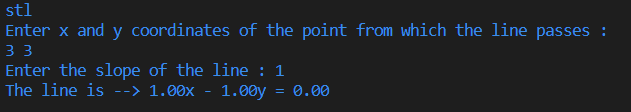 stl
Enter x and y coordinates of the point from which the line passes :
3 3
Enter the slope of the line : 1
The line is --> 1.00x - 1.00y = 0.00